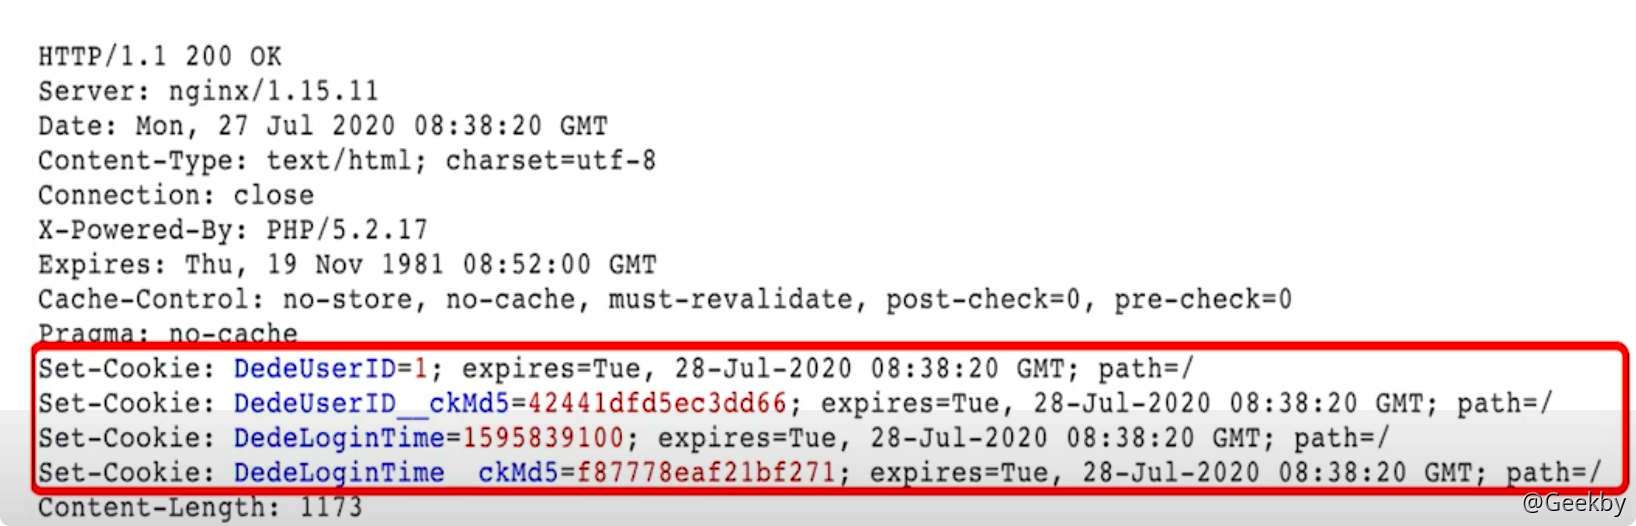 HTTP/1.1 200 OK
Server: nginx/1.15.11
Date: Mon, 27 Jul 2020 08:38:20 GMT
Content-Type: text/html; charset=utf-8
Connection: close
X-Powered-By: PHP/5.2.17
Expires: Thu, 19 Nov 1981 08:52:00 GMT
Cache-Control: no-store, no-cache, must-revalidate, post-check=0, pre-check=0
Pragma: no-cache
Set-Cookie: DedeUserID=1; expires=Tue, 28-Jul-2020 08:38:20 GMT; path=/
Set-Cookie: DedeUserID__ckMd5=42441dfd5ec3dd66; expires=Tue, 28-Jul-2020 08:38:20 GMT; path=/
Set-Cookie: DedeLoginTime=1595839100; expires=Tue, 28-Jul-2020 08:38:20 GMT; path=/
Set-Cookie: DedeLoginTime__ckMd5=f87778eaf21bf271; expires=Tue, 28-Jul-2020 08:38:20 GMT; path=/
Content-Length: 1173
@Geekby